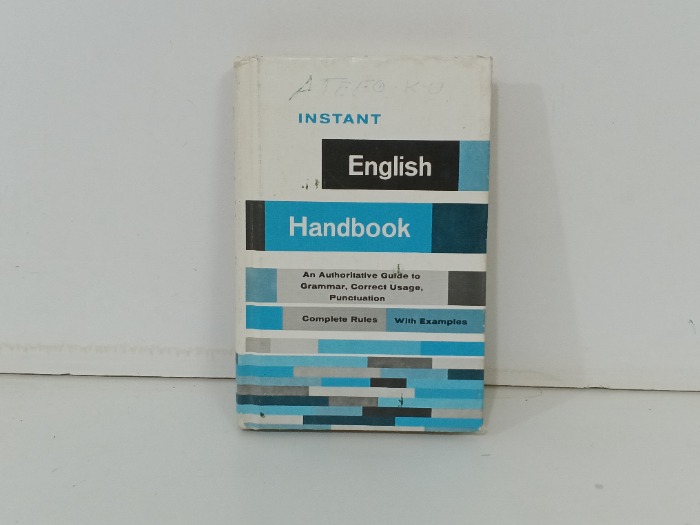 INSTANT
English
Handbook
An Authoritative Guide to
Grammar, Correct Usage,
Punctuation
Complete Rules With Examples